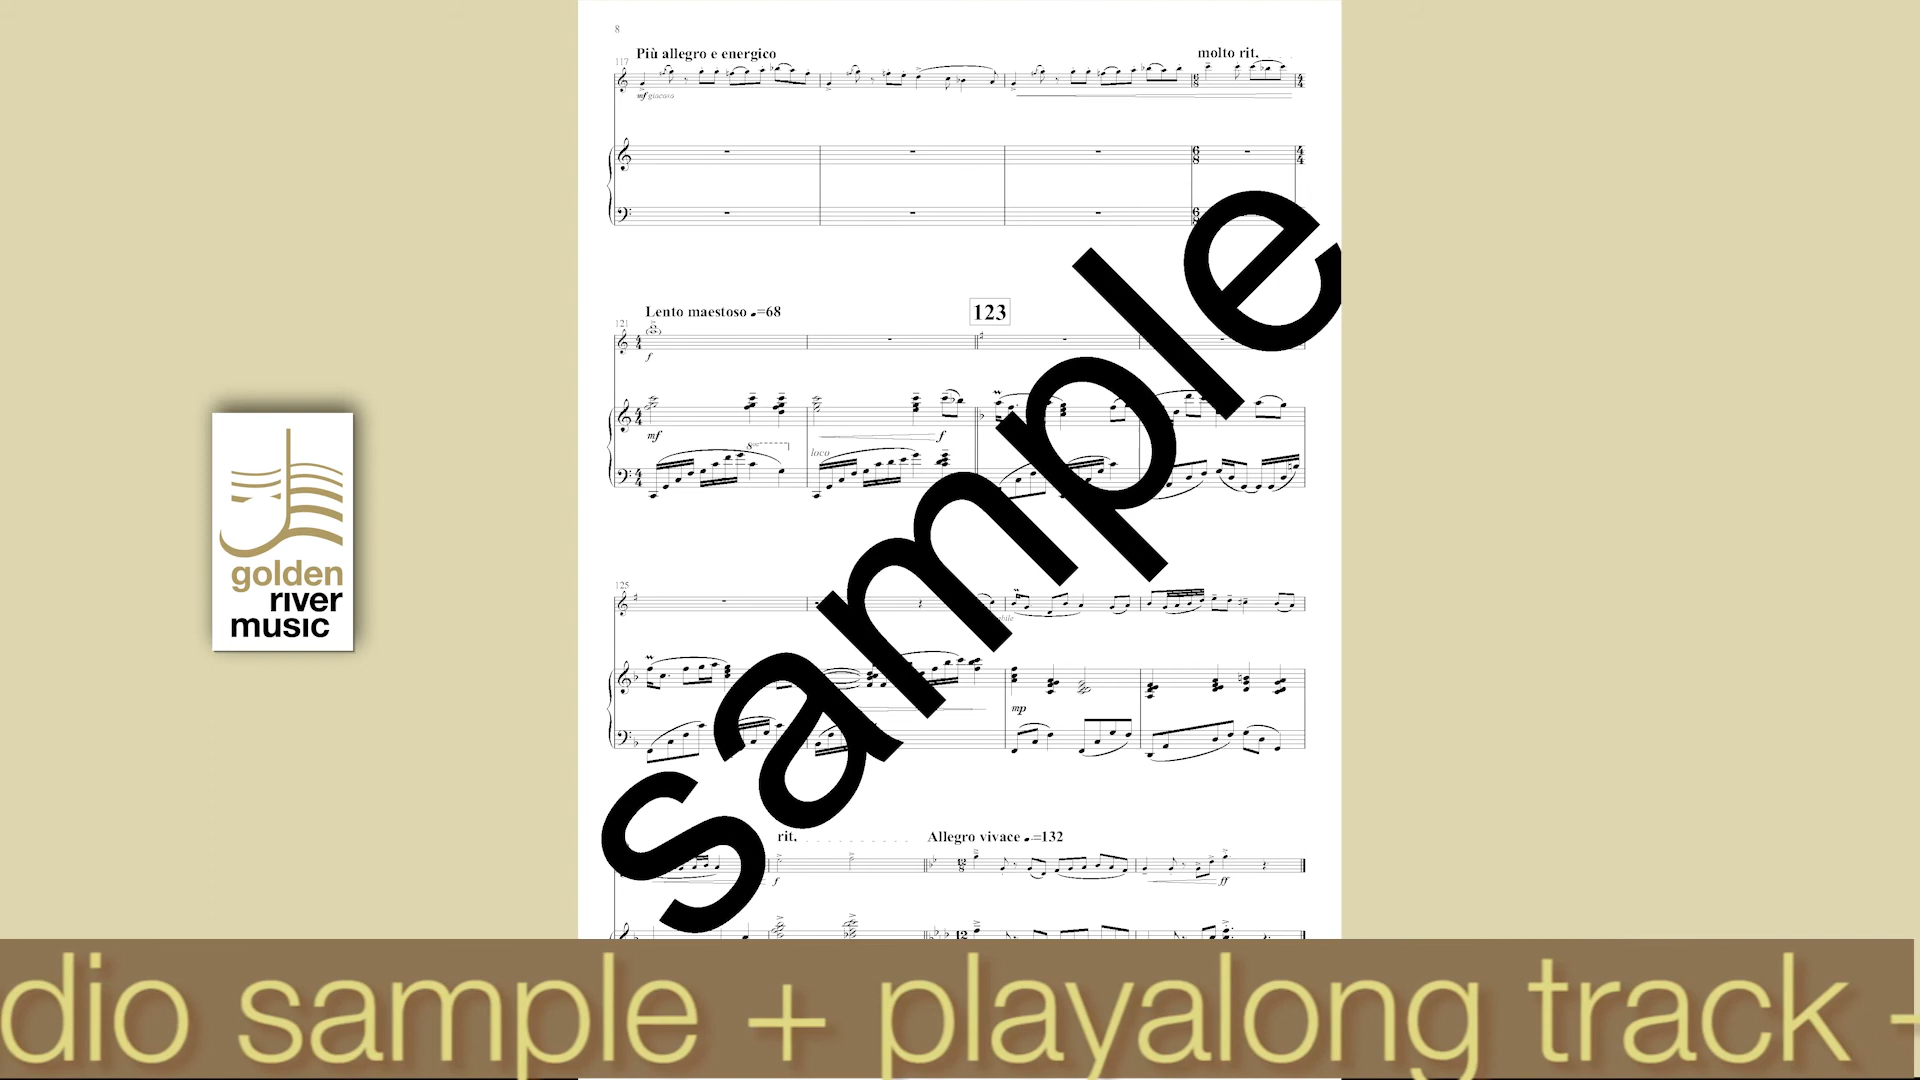 8
Più allegro e energico
molto rit.
117
mf giocoso
Lento maestoso ♩=68
123
121
f
mf
8va
loco
f
125
mp
rit.
Allegro vivace ♩.=132
f
ff
sample
golden
river
music
dio sample + playalong track +